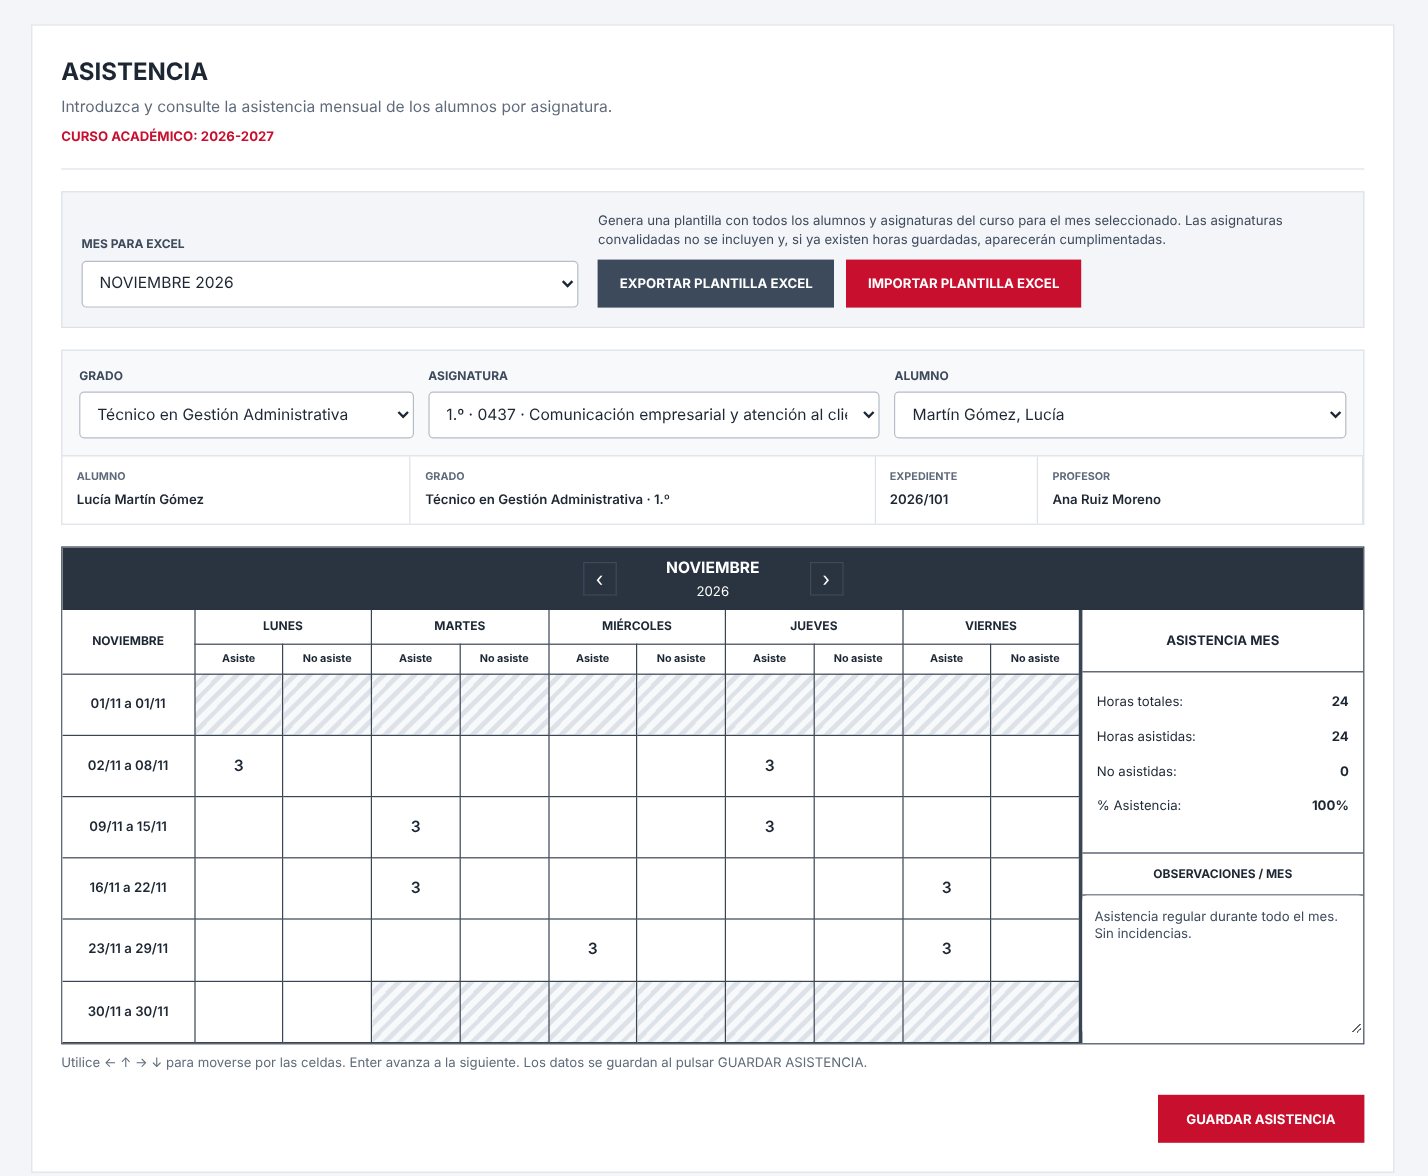 ASISTENCIA
Introduzca y consulte la asistencia mensual de los alumnos por asignatura.
CURSO ACADÉMICO: 2026-2027
MES PARA EXCEL
NOVIEMBRE 2026
Genera una plantilla con todos los alumnos y asignaturas del curso para el mes seleccionado. Las asignaturas
convalidadas no se incluyen y, si ya existen horas guardadas, aparecerán cumplimentadas.
EXPORTAR PLANTILLA EXCEL IMPORTAR PLANTILLA EXCEL
GRADO ASIGNATURA ALUMNO
Técnico en Gestión Administrativa 1.º · 0437 · Comunicación empresarial y atención al clie Martín Gómez, Lucía
ALUMNO GRADO EXPEDIENTE PROFESOR
Lucía Martín Gómez Técnico en Gestión Administrativa · 1.º 2026/101 Ana Ruiz Moreno
‹ NOVIEMBRE ›
2026
NOVIEMBRE LUNES MARTES MIÉRCOLES JUEVES VIERNES
Asiste No asiste Asiste No asiste Asiste No asiste Asiste No asiste Asiste No asiste
01/11 a 01/11
02/11 a 08/11 3 3
09/11 a 15/11 3 3
16/11 a 22/11 3 3
23/11 a 29/11 3 3
30/11 a 30/11
ASISTENCIA MES
Horas totales: 24
Horas asistidas: 24
No asistidas: 0
% Asistencia: 100%
OBSERVACIONES / MES
Asistencia regular durante todo el mes.
Sin incidencias.
Utilice ← ↑ → ↓ para moverse por las celdas. Enter avanza a la siguiente. Los datos se guardan al pulsar GUARDAR ASISTENCIA.
GUARDAR ASISTENCIA